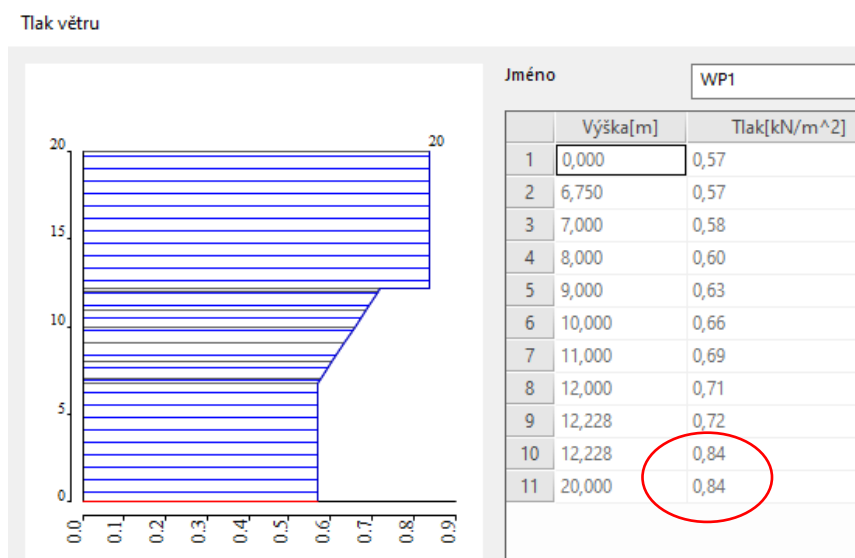 Tlak větru
Jméno WP1
Výška[m] Tlak[kN/m^2]
1 0,000 0,57
2 6,750 0,57
3 7,000 0,58
4 8,000 0,60
5 9,000 0,63
6 10,000 0,66
7 11,000 0,69
8 12,000 0,71
9 12,228 0,72
10 12,228 0,84
11 20,000 0,84
20 20
15
10
5
0
0.0 0.1 0.2 0.3 0.4 0.5 0.6 0.7 0.8 0.9